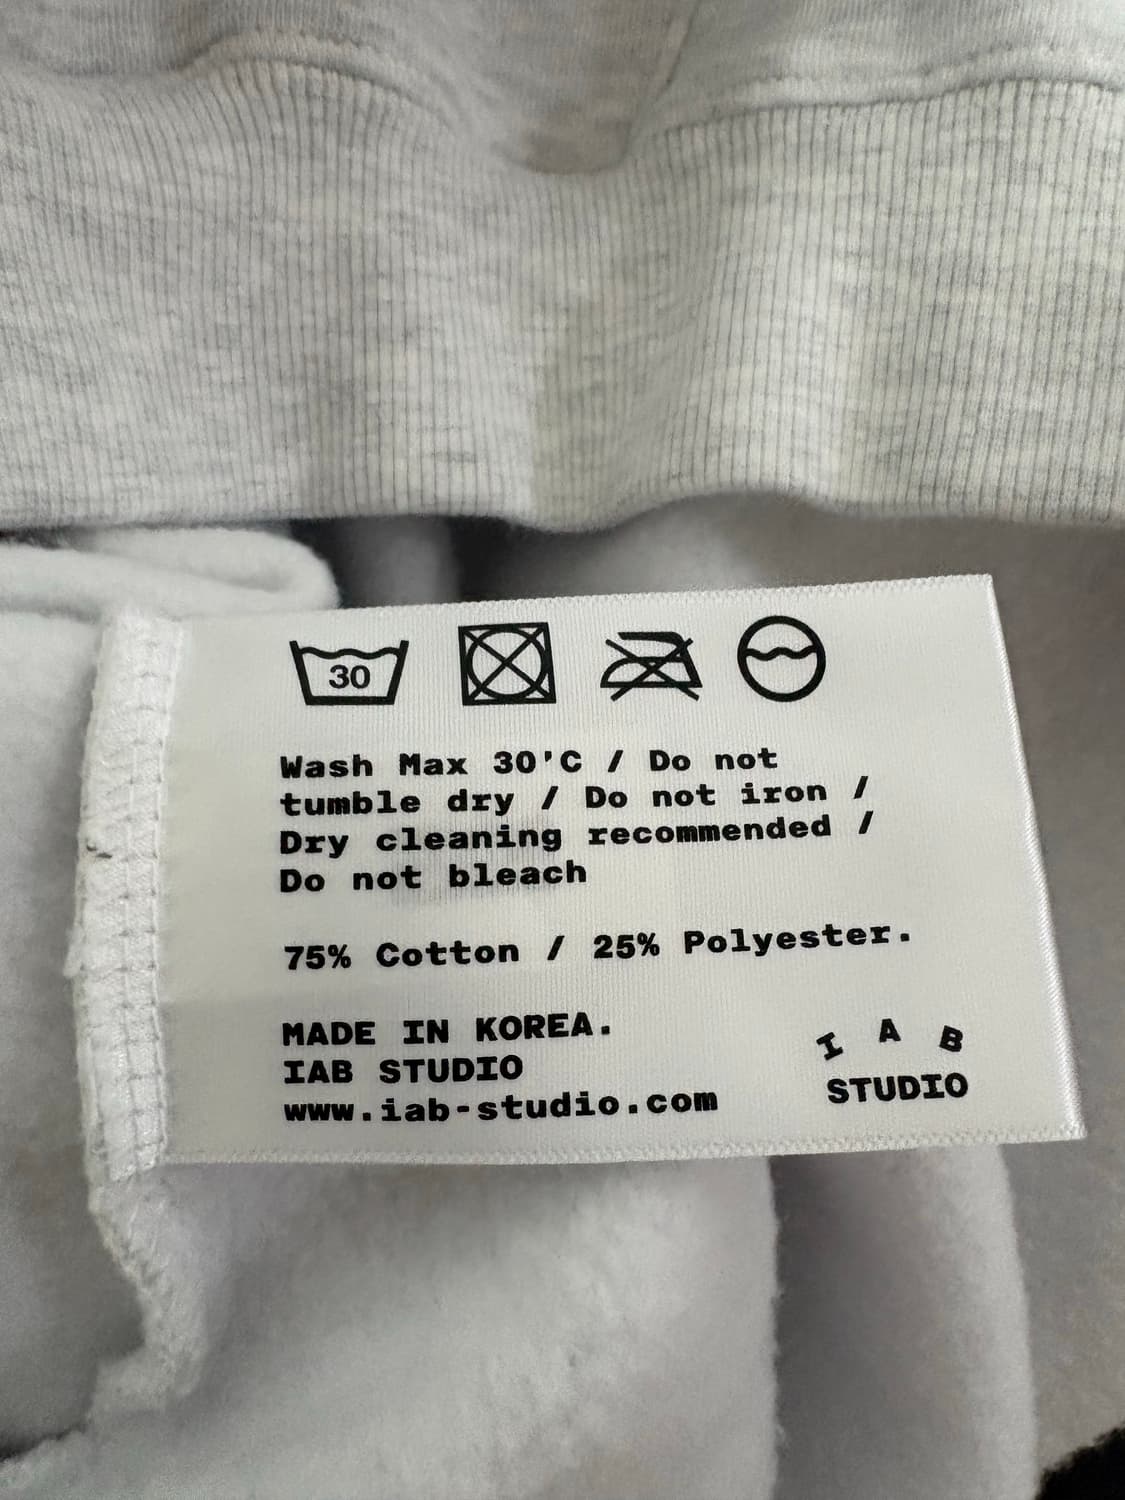 30
Wash Max 30'C / Do not
tumble dry / Do not iron /
Dry cleaning recommended /
Do not bleach
75% Cotton / 25% Polyester.
MADE IN KOREA.
IAB STUDIO
www.iab-studio.com
I A B
STUDIO